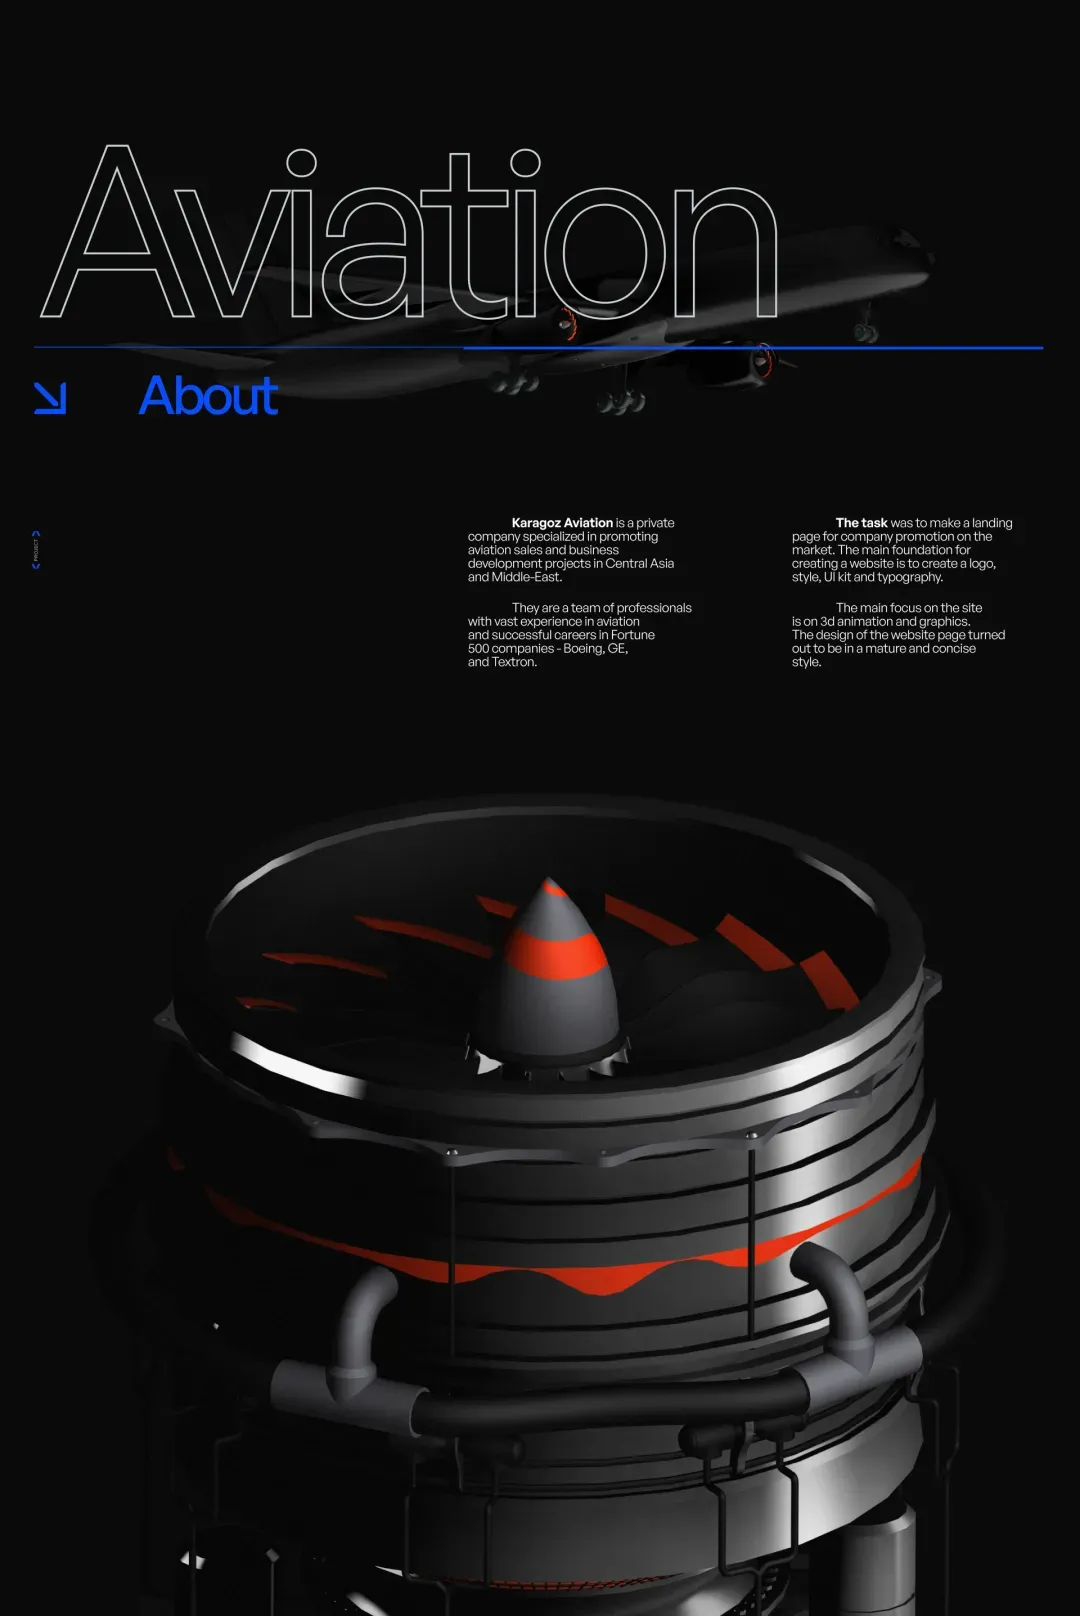 Aviation
About
PROJECT
Karagoz Aviation is a private
company specialized in promoting
aviation sales and business
development projects in Central Asia
and Middle-East.
They are a team of professionals
with vast experience in aviation
and successful careers in Fortune
500 companies - Boeing, GE,
and Textron.
The task was to make a landing
page for company promotion on the
market. The main foundation for
creating a website is to create a logo,
style, UI kit and typography.
The main focus on the site
is on 3d animation and graphics.
The design of the website page turned
out to be in a mature and concise
style.